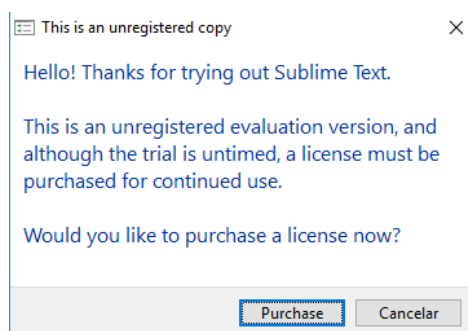 This is an unregistered copy
Hello! Thanks for trying out Sublime Text.
This is an unregistered evaluation version, and
although the trial is untimed, a license must be
purchased for continued use.
Would you like to purchase a license now?
Purchase
Cancelar